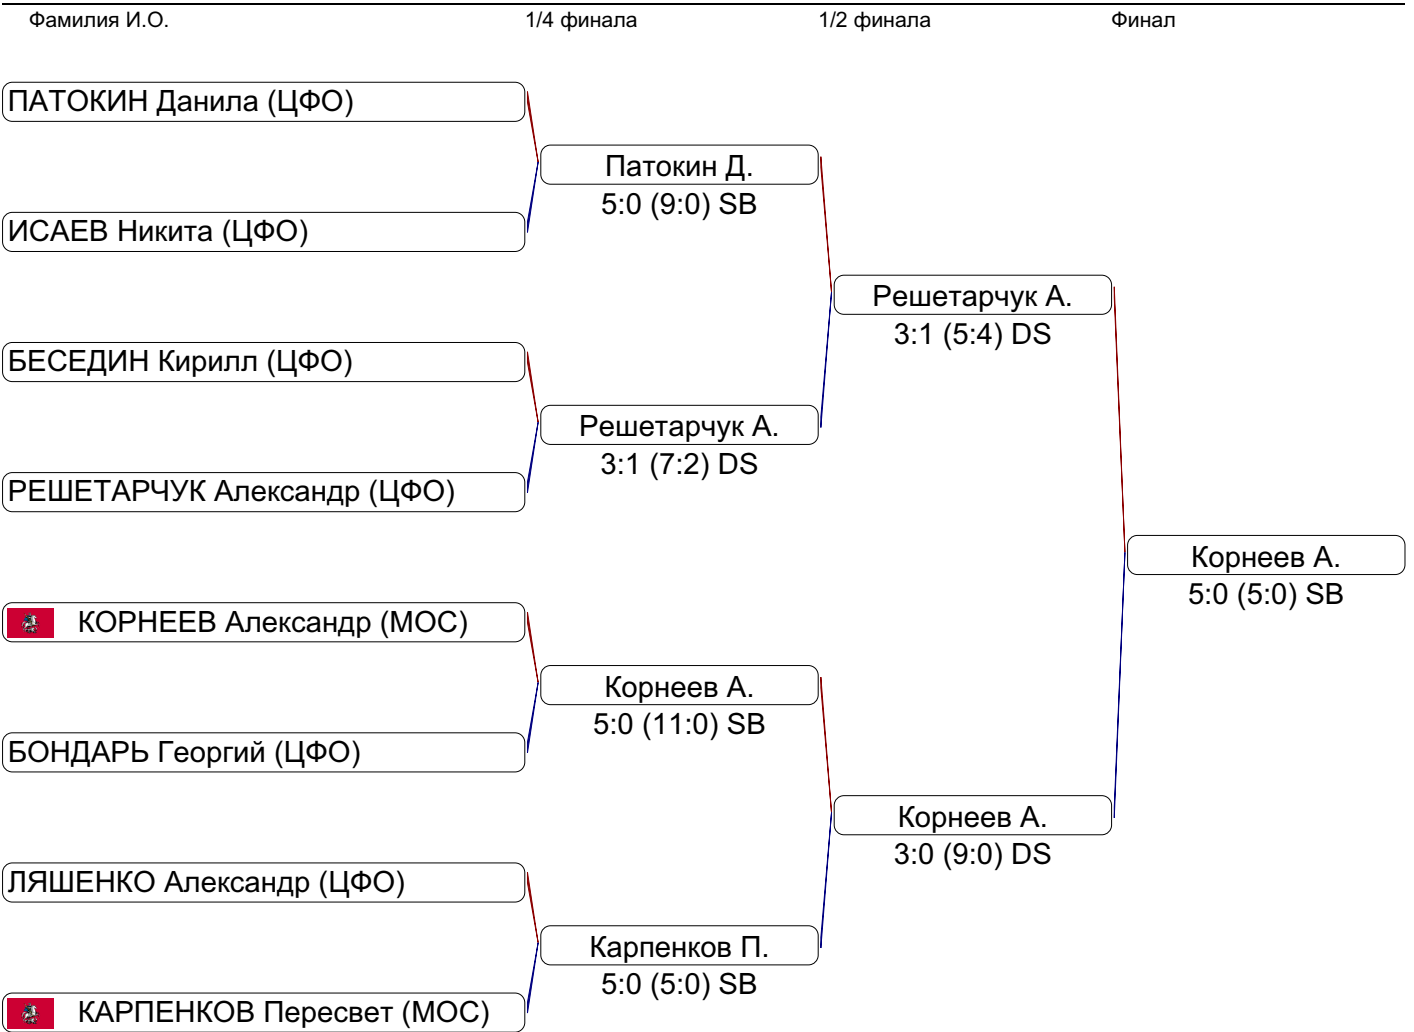 Фамилия И.О. 1/4 финала 1/2 финала Финал
ПАТОКИН Данила (ЦФО)
Патокин Д.
5:0 (9:0) SB
ИСАЕВ Никита (ЦФО)
Решетарчук А.
3:1 (5:4) DS
БЕСЕДИН Кирилл (ЦФО)
Решетарчук А.
3:1 (7:2) DS
РЕШЕТАРЧУК Александр (ЦФО)
Корнеев А.
5:0 (5:0) SB
КОРНЕЕВ Александр (МОС)
Корнеев А.
5:0 (11:0) SB
БОНДАРЬ Георгий (ЦФО)
Корнеев А.
3:0 (9:0) DS
ЛЯШЕНКО Александр (ЦФО)
Карпенков П.
5:0 (5:0) SB
КАРПЕНКОВ Пересвет (МОС)